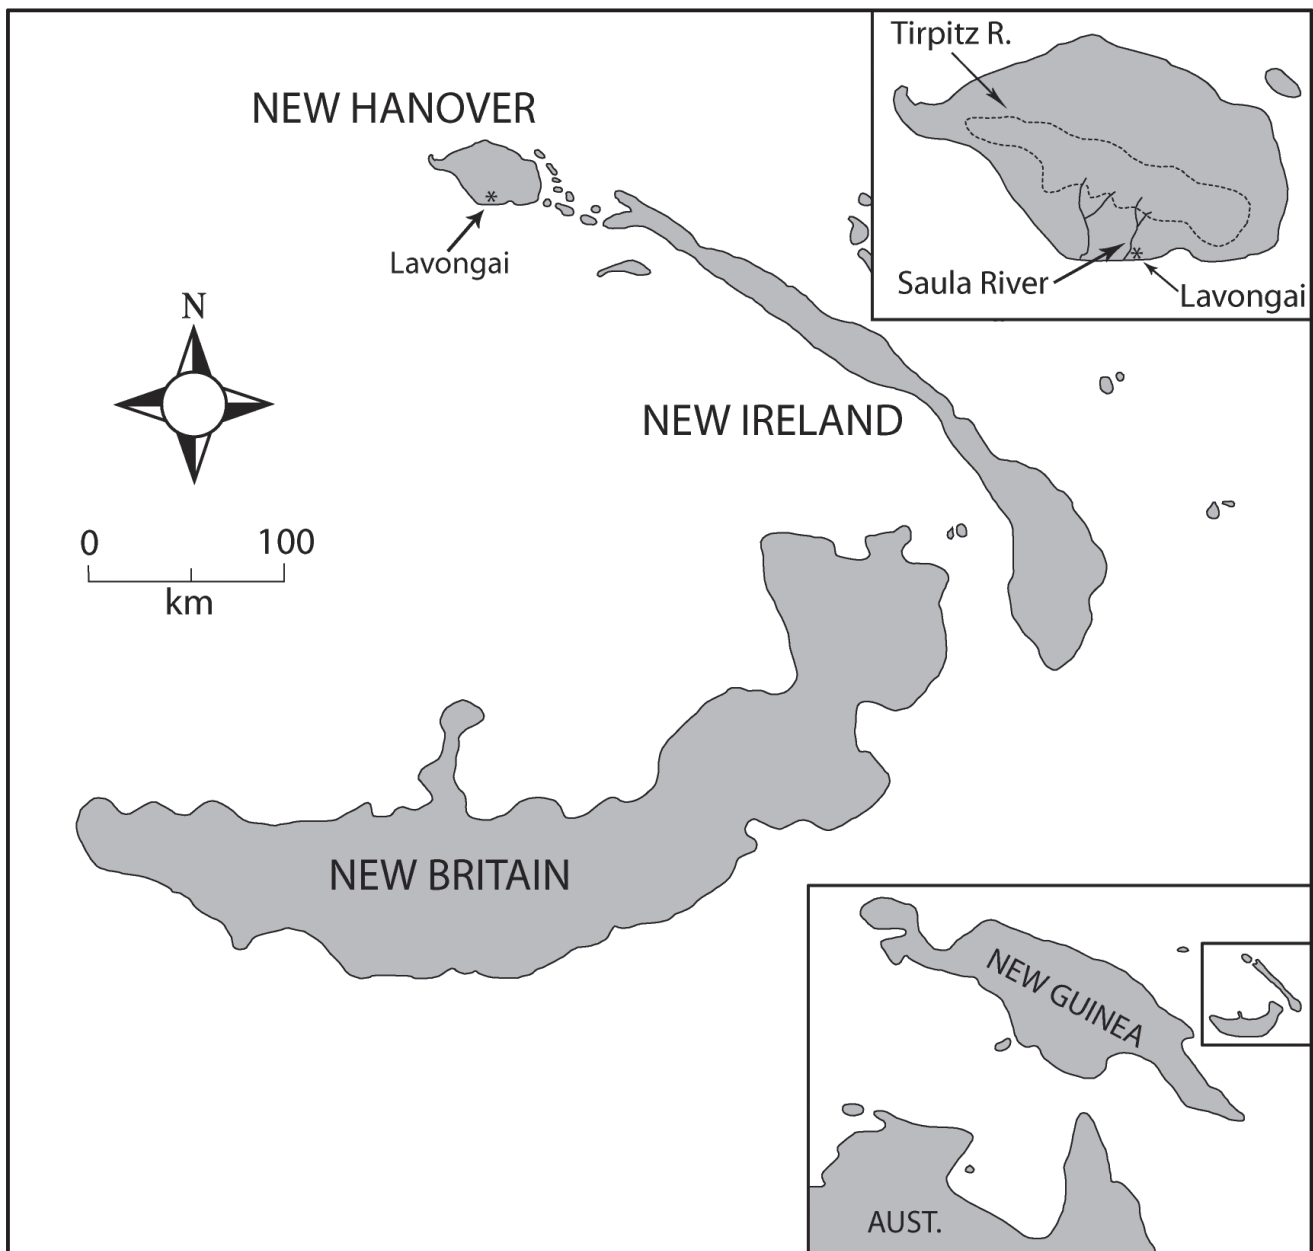 Tirpitz R.
NEW HANOVER
Lavongai
Saula River
Lavongai
*
*
N
NEW IRELAND
0 100
km
NEW BRITAIN
NEW GUINEA
AUST.